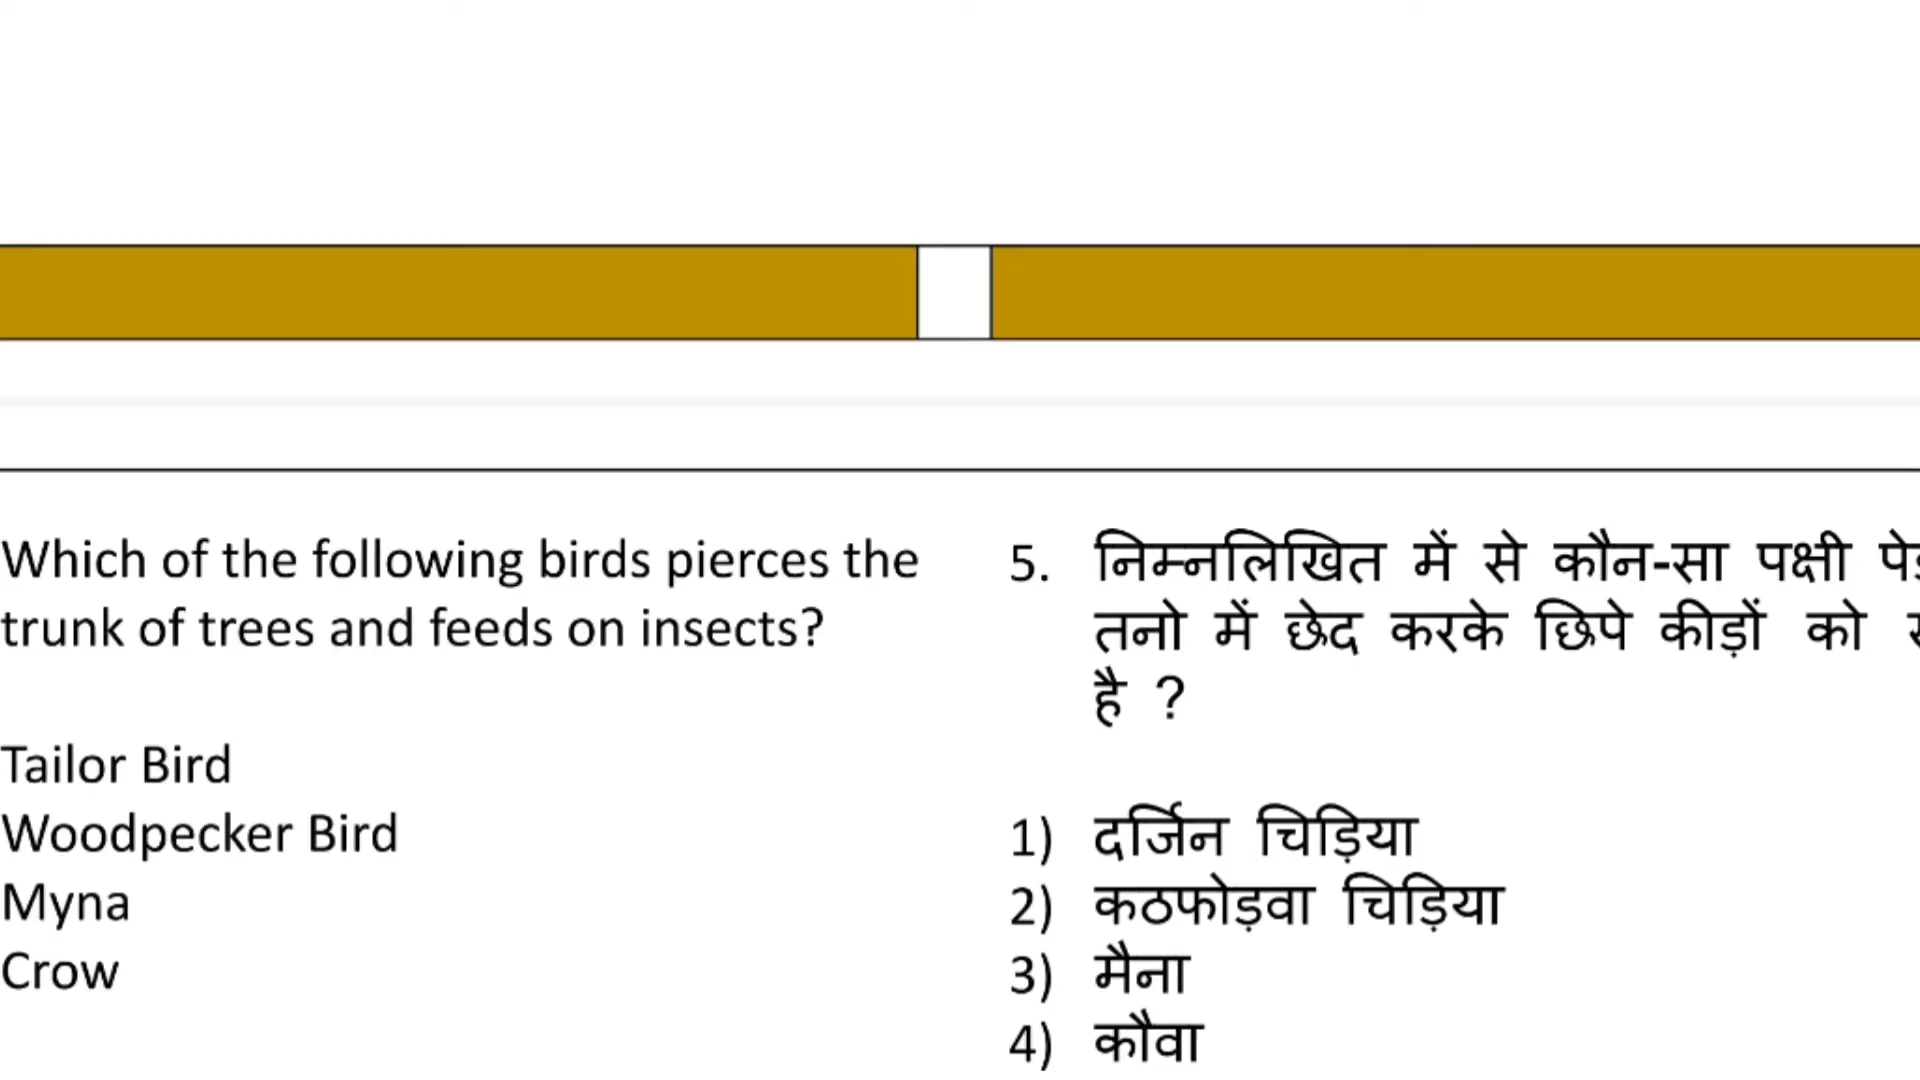 Which of the following birds pierces the
trunk of trees and feeds on insects?
Tailor Bird
Woodpecker Bird
Myna
Crow
5. निम्नलिखित में से कौन-सा पक्षी
तनो में छेद करके छिपे कीड़ों को
है ?
1) दर्जिन चिड़िया
2) कठफोड़वा चिड़िया
3) मैना
4) कौवा